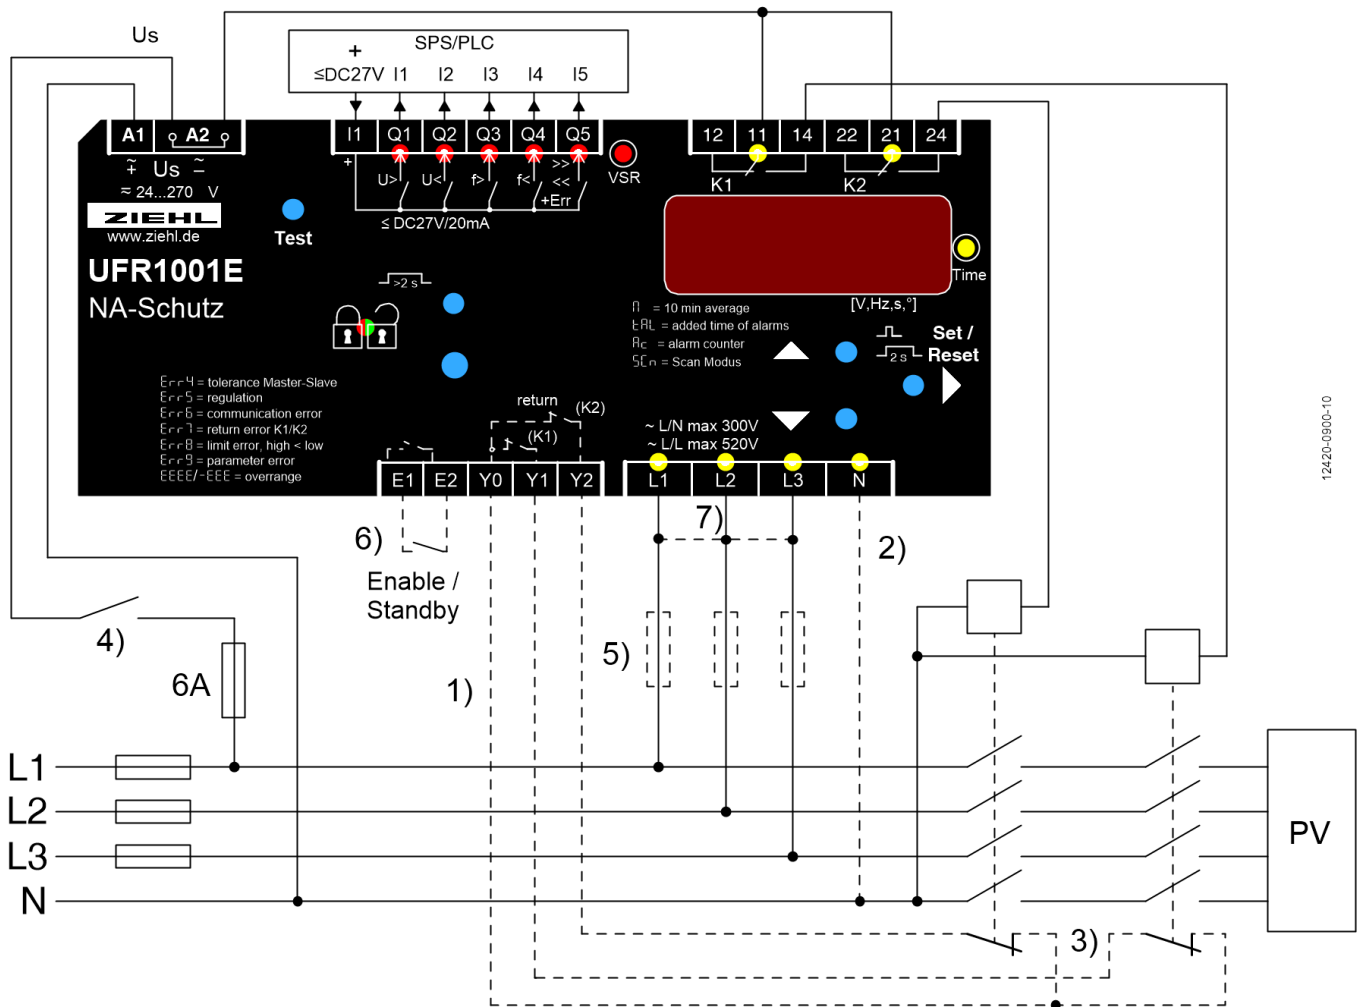 Us
SPS/PLC
+
≤DC27V I1 I2 I3 I4 I5
A1 A2
I1 Q1 Q2 Q3 Q4 Q5
12 11 14 22 21 24
~ + Us ~ −
≈ 24...270 V
ZIEHL
www.ziehl.de
UFR1001E
NA-Schutz
Test
+
U> U< f> f< >>
<<
+Err
≤ DC27V/20mA
VSR
K1 K2
Time
[V,Hz,s,°]
>2 s
n = 10 min average
tAL = added time of alarms
Ac = alarm counter
SCn = Scan Modus
Set /
2 s Reset
Err4 = tolerance Master-Slave
Err5 = regulation
Err6 = communication error
Err7 = return error K1/K2
Err8 = limit error, high < low
Err9 = parameter error
EEEE/-EEE = overrange
return
(K2)
(K1)
~ L/N max 300V
~ L/L max 520V
E1 E2 Y0 Y1 Y2
L1 L2 L3 N
12420-0900-10
6)
Enable /
Standby
7)
2)
4)
5)
6A
1)
L1
L2
L3
N
PV
3)